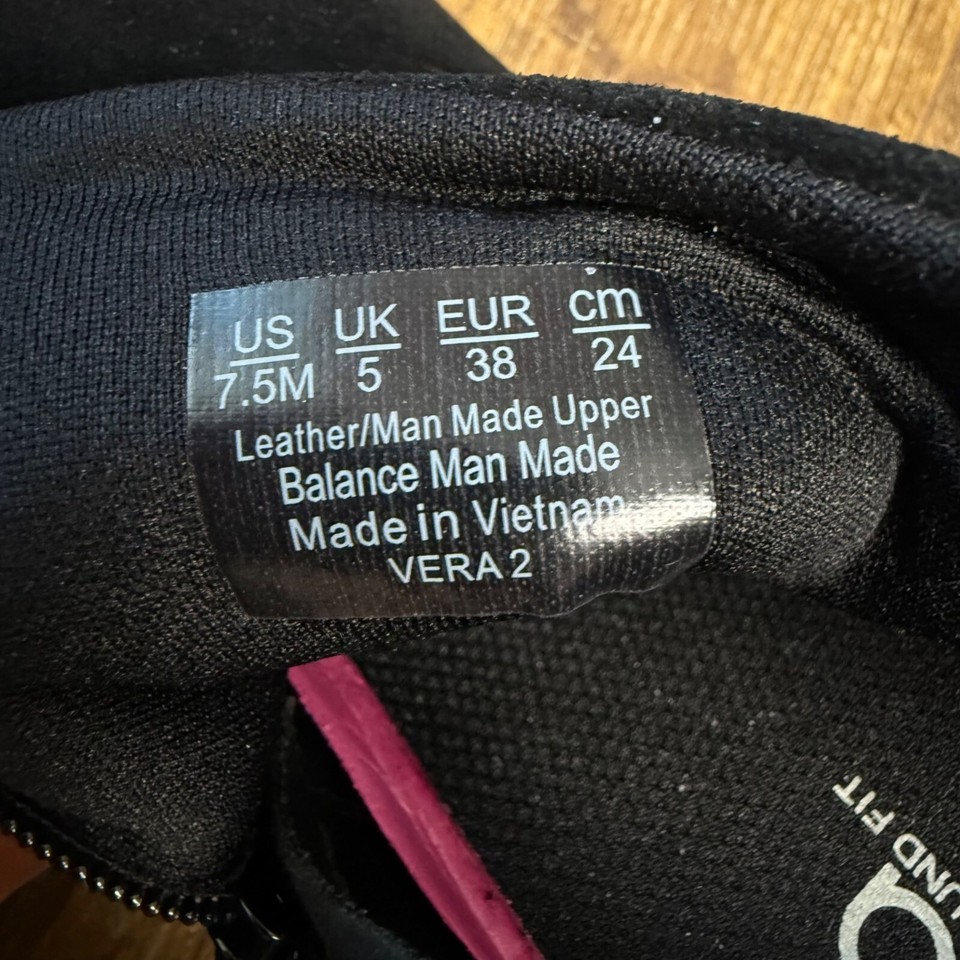 US UK EUR cm
7.5M 5 38 24
Leather/Man Made Upper
Balance Man Made
Made in Vietnam
VERA 2
FIT